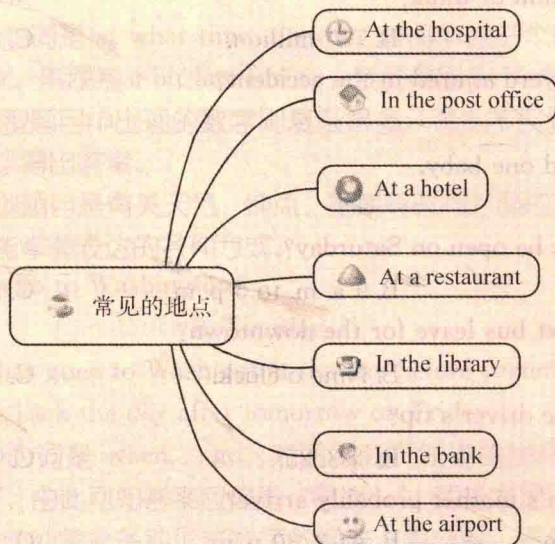 At the hospital
In the post office
At a hotel
At a restaurant
常见的地点
In the library
In the bank
At the airport